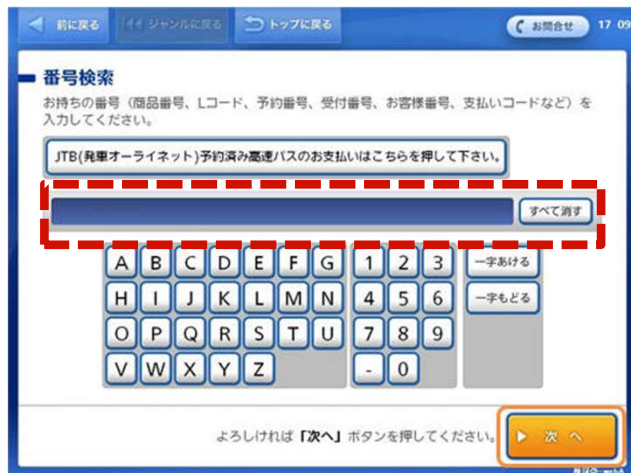 前に戻る ジャンルに戻る トップに戻る お問合せ 17 09
番号検索
お持ちの番号（商品番号、Lコード、予約番号、受付番号、お客様番号、支払いコードなど）を
入力してください。
JTB(発車オーライネット)予約済み高速バスのお支払いはこちらを押して下さい。
すべて消す
A B C D E F G 1 2 3 一字あける
H I J K L M N 4 5 6 一字もどる
O P Q R S T U 7 8 9
V W X Y Z - 0
よろしければ「次へ」ボタンを押してください。 次 へ